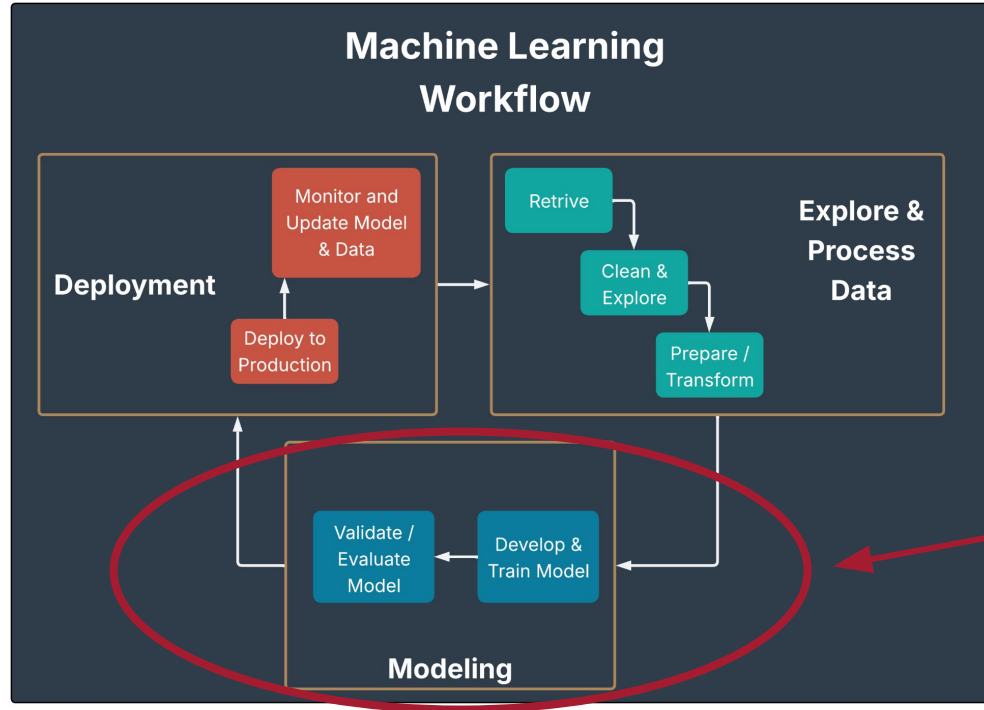 Machine Learning
Workflow
Deployment
Monitor and
Update Model
& Data
Deploy to
Production
Retrive
Clean &
Explore
Prepare /
Transform
Explore &
Process
Data
Validate /
Evaluate
Model
Develop &
Train Model
Modeling